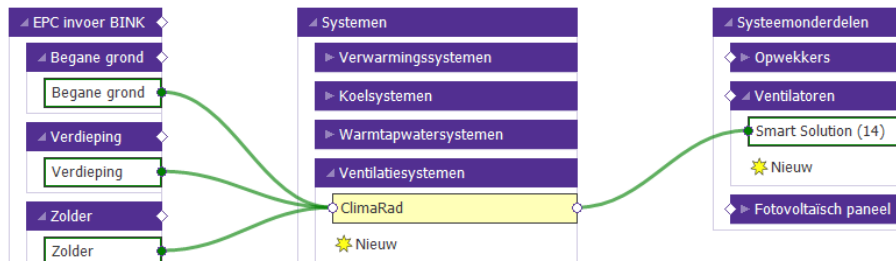 EPC invoer BINK
Begane grond
Begane grond
Verdieping
Verdieping
Zolder
Zolder
Systemen
Verwarmingssystemen
Koelsystemen
Warmtapwatersystemen
Ventilatiesystemen
ClimaRad
Nieuw
Systeemonderdelen
Opwekkers
Ventilatoren
Smart Solution (14)
Nieuw
Fotovoltaïsch paneel